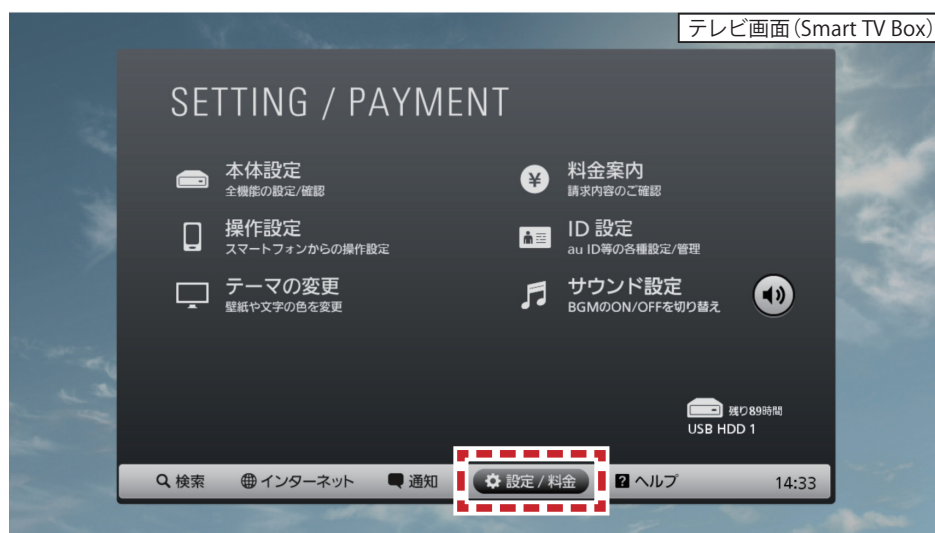 テレビ画面（Smart TV Box）
SETTING / PAYMENT
本体設定
全機能の設定/確認
操作設定
スマートフォンからの操作設定
テーマの変更
壁紙や文字の色を変更
料金案内
請求内容のご確認
ID 設定
au ID等の各種設定/管理
サウンド設定
BGMのON/OFFを切り替え
残り89時間
USB HDD 1
検索 インターネット 通知 設定 / 料金 ヘルプ 14:33